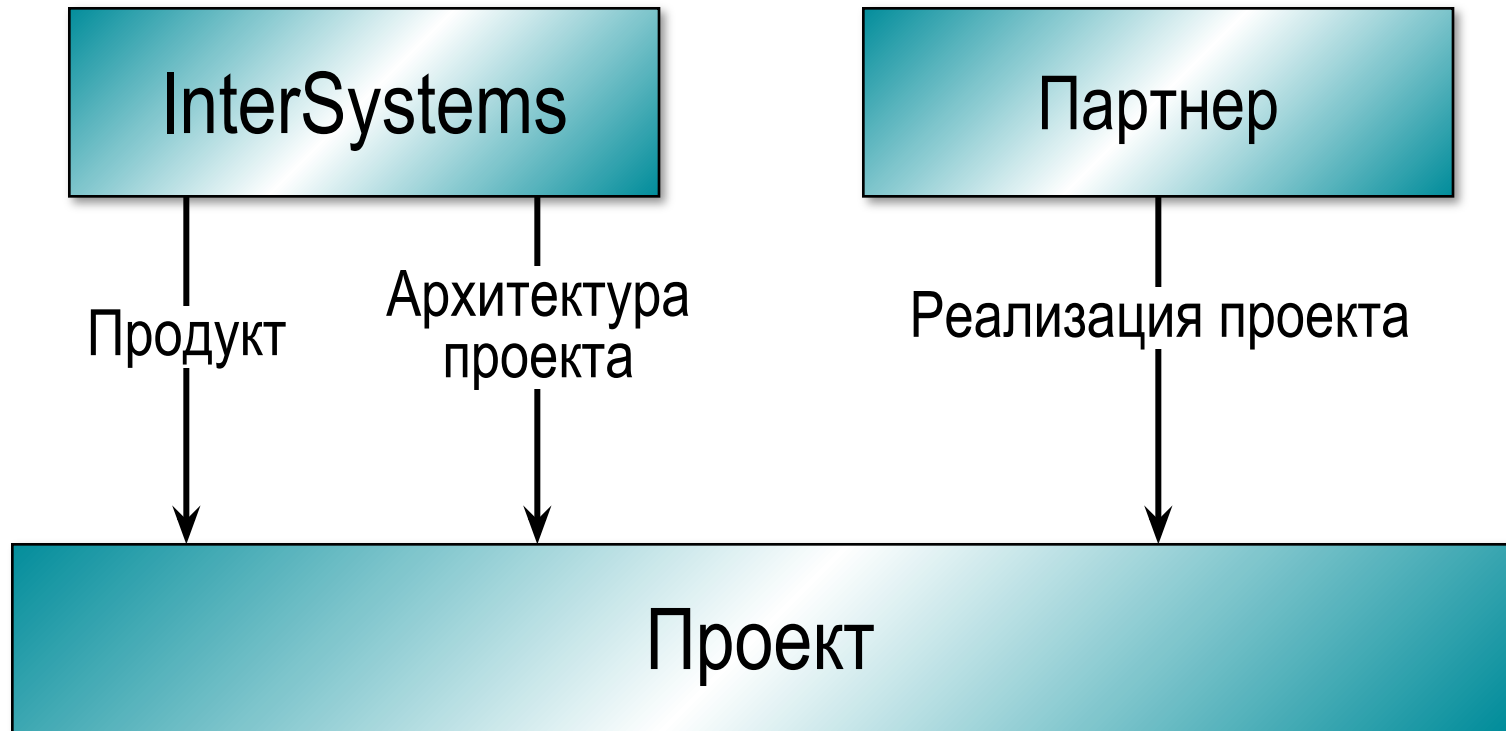 InterSystems
Партнер
Продукт
Архитектура
проекта
Реализация проекта
Проект